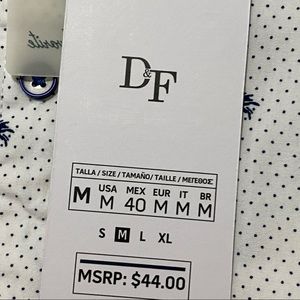 D&F
TALLA / SIZE / TAMAÑO / TAILLE / ΜΕΓΕΘΟΣ
USA MEX EUR IT BR
M M 40 M M M
S M L XL
MSRP: $44.00